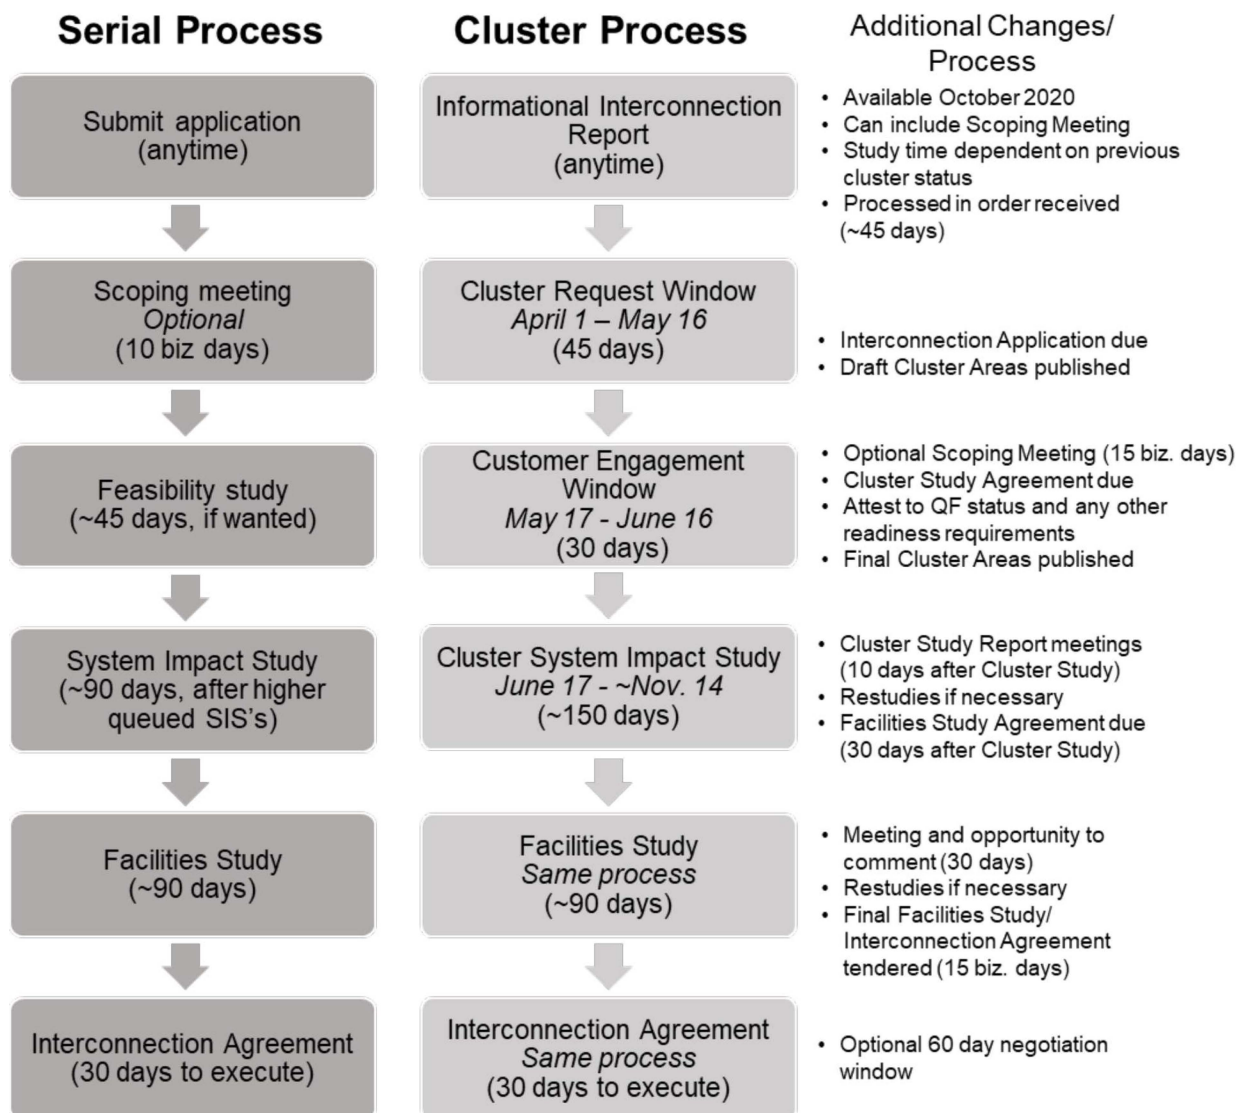 Serial Process
Submit application
(anytime)
Scoping meeting
Optional
(10 biz days)
Feasibility study
(~45 days, if wanted)
System Impact Study
(~90 days, after higher
queued SIS's)
Facilities Study
(~90 days)
Interconnection Agreement
(30 days to execute)
Cluster Process
Informational Interconnection
Report
(anytime)
Cluster Request Window
April 1 – May 16
(45 days)
Customer Engagement
Window
May 17 - June 16
(30 days)
Cluster System Impact Study
June 17 - ~Nov. 14
(~150 days)
Facilities Study
Same process
(~90 days)
Interconnection Agreement
Same process
(30 days to execute)
Additional Changes/
Process
• Available October 2020
• Can include Scoping Meeting
• Study time dependent on previous
cluster status
• Processed in order received
(~45 days)
• Interconnection Application due
• Draft Cluster Areas published
• Optional Scoping Meeting (15 biz. days)
• Cluster Study Agreement due
• Attest to QF status and any other
readiness requirements
• Final Cluster Areas published
• Cluster Study Report meetings
(10 days after Cluster Study)
• Restudies if necessary
• Facilities Study Agreement due
(30 days after Cluster Study)
• Meeting and opportunity to
comment (30 days)
• Restudies if necessary
• Final Facilities Study/
Interconnection Agreement
tendered (15 biz. days)
• Optional 60 day negotiation
window